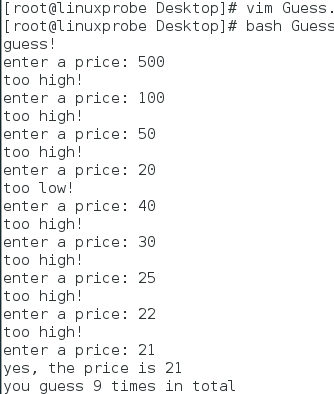 [root@linuxprobe Desktop]# vim Guess.
[root@linuxprobe Desktop]# bash Guess
guess!
enter a price: 500
too high!
enter a price: 100
too high!
enter a price: 50
too high!
enter a price: 20
too low!
enter a price: 40
too high!
enter a price: 30
too high!
enter a price: 25
too high!
enter a price: 22
too high!
enter a price: 21
yes, the price is 21
you guess 9 times in total